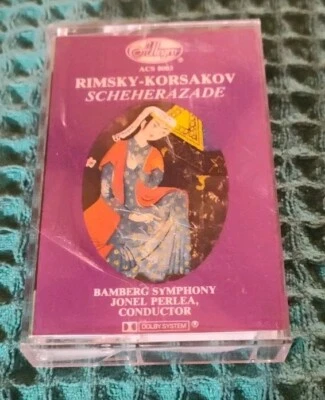 ACS 8003
RIMSKY-KORSAKOV
SCHEHERAZADE
BAMBERG SYMPHONY
JONEL PERLEA,
CONDUCTOR
DOLBY SYSTEM ®